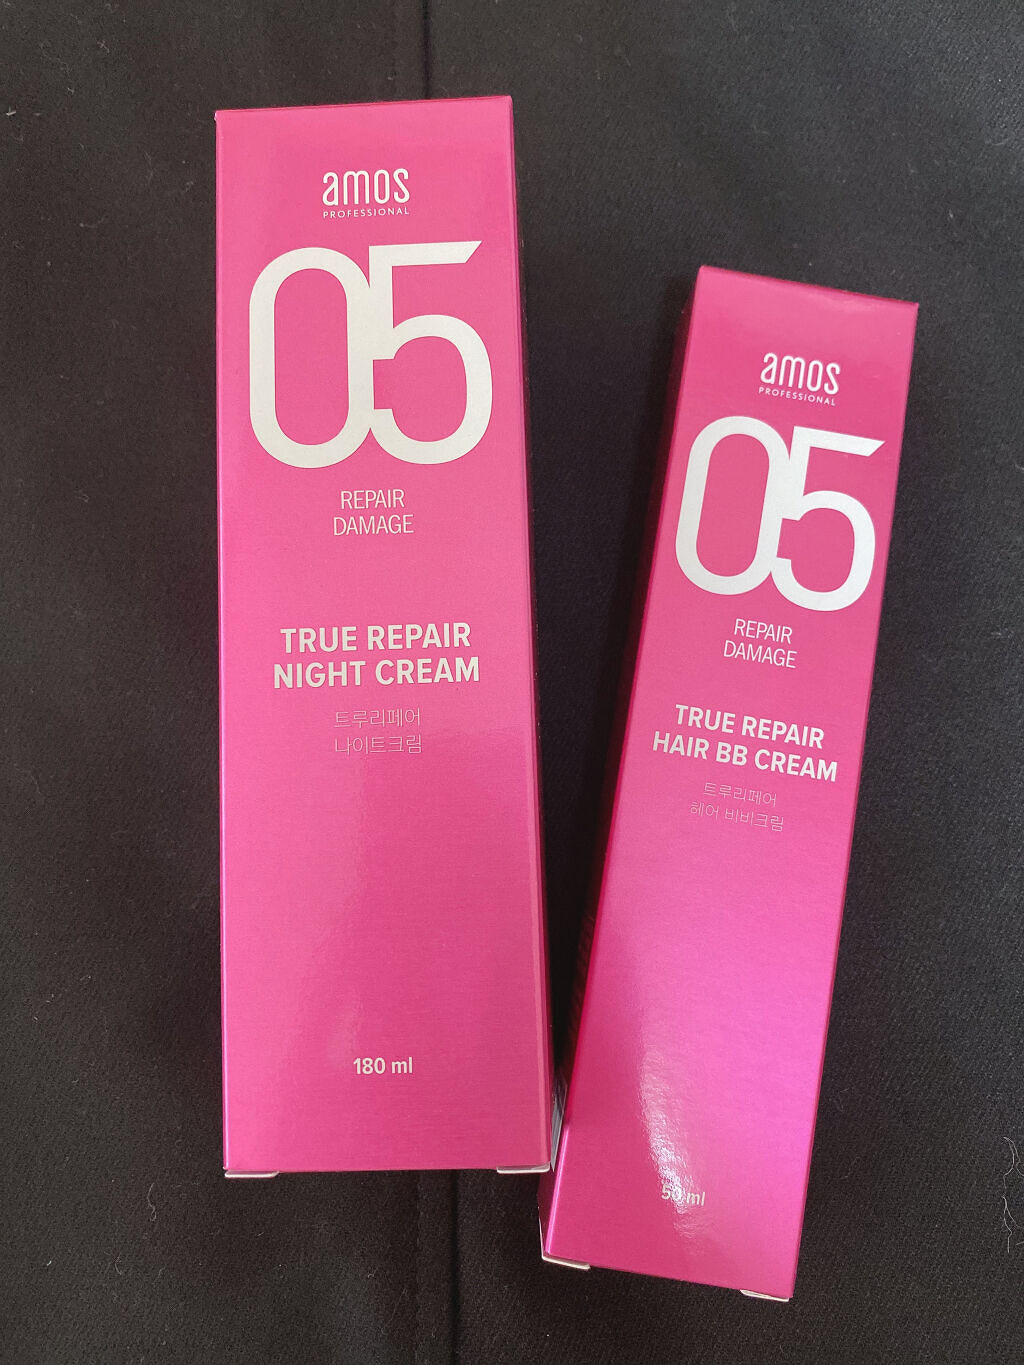 amos
PROFESSIONAL
05
REPAIR
DAMAGE
TRUE REPAIR
NIGHT CREAM
트루리페어
나이트크림
180 ml
amos
PROFESSIONAL
05
REPAIR
DAMAGE
TRUE REPAIR
HAIR BB CREAM
트루리페어
헤어 비비크림
50 ml